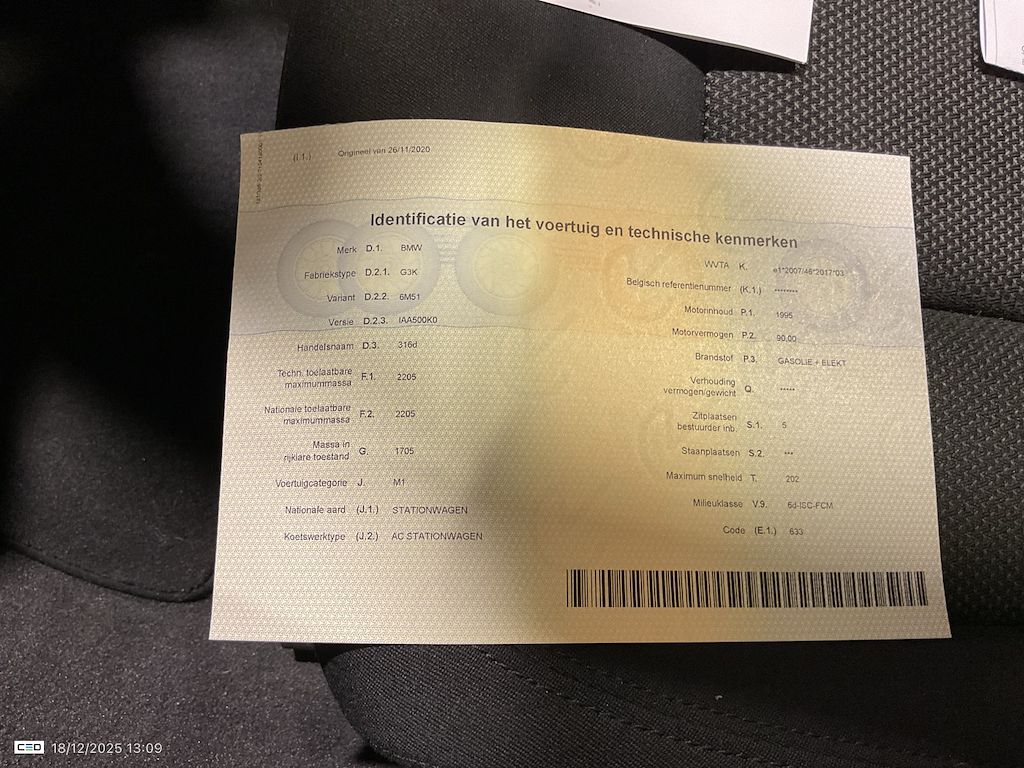 (I.1.) Origineel van 26/11/2020
Identificatie van het voertuig en technische kenmerken
Merk D.1. BMW
Fabriekstype D.2.1. G3K
Variant D.2.2. 6M51
Versie D.2.3. IAA500K0
Handelsnaam D.3. 316d
Techn. toelaatbare
maximummassa F.1. 2205
Nationale toelaatbare
maximummassa F.2. 2205
Massa in
rijklare toestand G. 1705
Voertuigcategorie J. M1
Nationale aard (J.1.) STATIONWAGEN
Koetswerktype (J.2.) AC STATIONWAGEN
WVTA K. e1*2007/46*2017*03
Belgisch referentienummer (K.1.) ********
Motorinhoud P.1. 1995
Motorvermogen P.2. 90.00
Brandstof P.3. GASOLIE + ELEKT
Verhouding
vermogen/gewicht Q. *****
Zitplaatsen
bestuurder inb. S.1. 5
Staanplaatsen S.2. ***
Maximum snelheid T. 202
Milieuklasse V.9. 6d-ISC-FCM
Code (E.1.) 633
CEO 18/12/2025 13:09